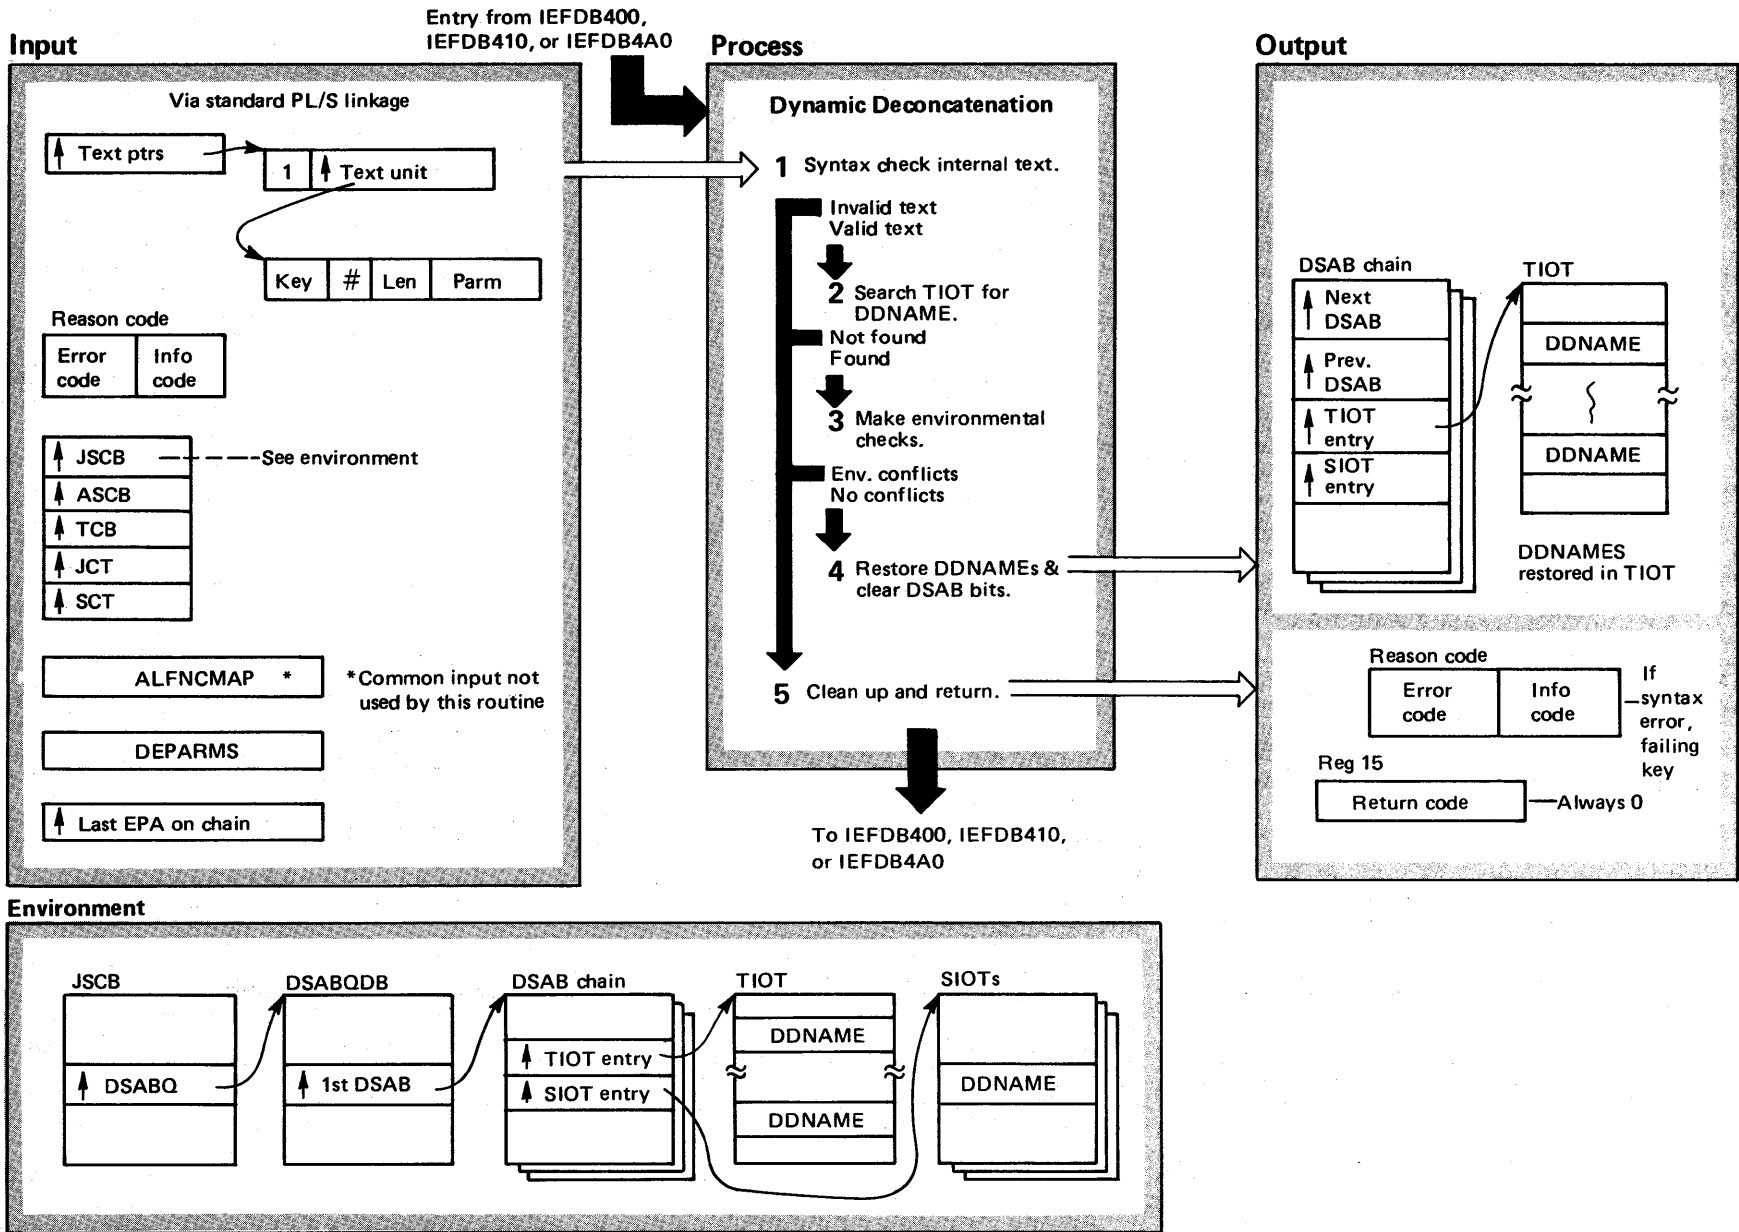 Entry from IEFDB400,
IEFDB410, or IEFDB4A0
Input
Via standard PL/S linkage
Text ptrs
1 Text unit
Key # Len Parm
Reason code
Error
code
Info
code
JSCB
See environment
ASCB
TCB
JCT
SCT
ALFNCMAP *
*Common input not
used by this routine
DEPARMS
Last EPA on chain
Process
Dynamic Deconcatenation
1 Syntax check internal text.
Invalid text
Valid text
2 Search TIOT for
DDNAME.
Not found
Found
3 Make environmental
checks.
Env. conflicts
No conflicts
4 Restore DDNAMEs &
clear DSAB bits.
5 Clean up and return.
To IEFDB400, IEFDB410,
or IEFDB4A0
Output
DSAB chain
Next
DSAB
Prev.
DSAB
TIOT
entry
SIOT
entry
TIOT
DDNAME
DDNAME
DDNAMES
restored in TIOT
Reason code
Error
code
Info
code
If
syntax
error,
failing
key
Reg 15
Return code
Always 0
Environment
JSCB
DSABQ
DSABQDB
1st DSAB
DSAB chain
TIOT entry
SIOT entry
TIOT
DDNAME
DDNAME
SIOTs
DDNAME